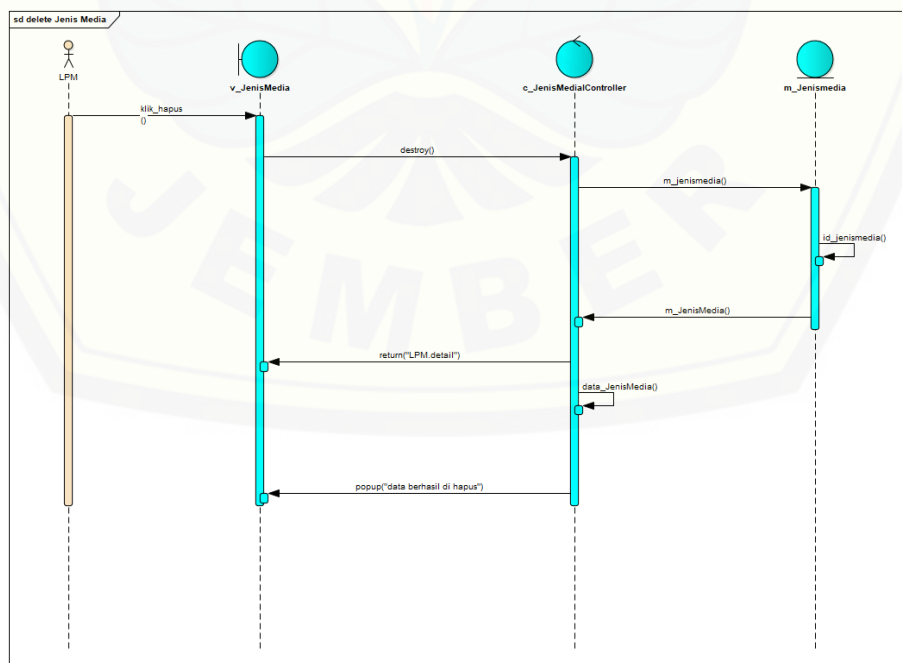 sd delete Jenis Media
LPM
v_JenisMedia
c_JenisMedialController
m_Jenismedia
klik_hapus
()
destroy()
m_jenismedia()
id_jenismedia()
m_JenisMedia()
return("LPM.detail")
data_JenisMedia()
popup("data berhasil di hapus")
JEMBER